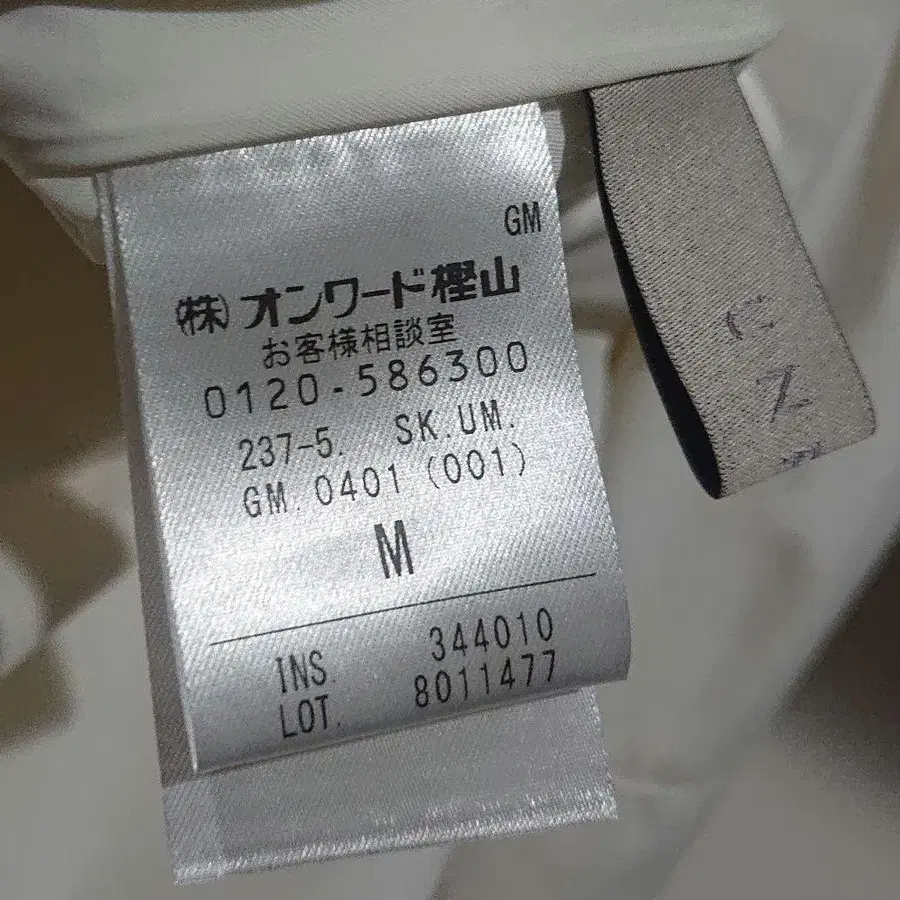 GM
(株)オンワード樫山
お客様相談室
0120-586300
237-5. SK.UM.
GM.0401(001)
M
INS. 344010
LOT. 8011477
Z